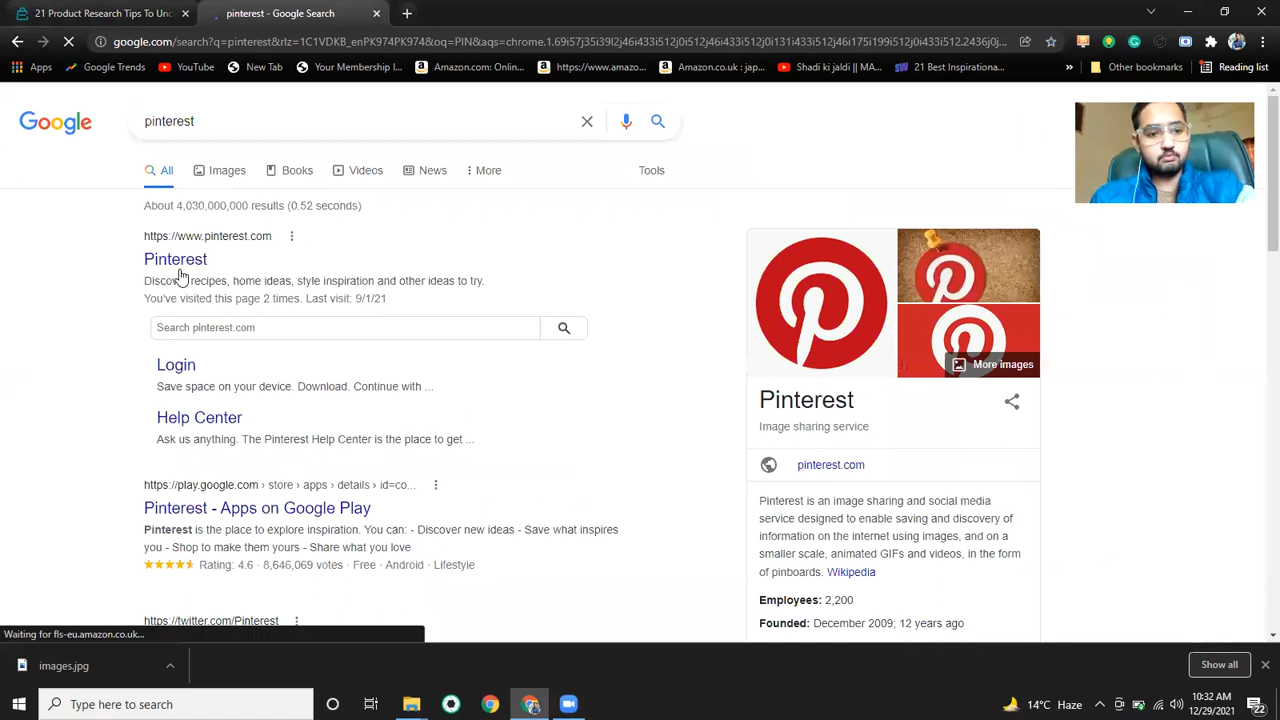 21 Product Research Tips To Unc
pinterest - Google Search
google.com/search?q=pinterest&rlz=1C1VDKB_enPK974PK974&oq=PIN&aqs=chrome.1.69i57j35i39l2j46i433i512j0i512j46i433i512j0i131i433i512j46i175i199i512j0i433i512.2436j0j...
Apps
Google Trends
YouTube
New Tab
Your Membership I...
Amazon.com: Onlin...
https://www.amazo...
Amazon.co.uk : jap...
Shadi ki jaldi || MA...
21 Best Inspirationa...
»
Other bookmarks
Reading list
Google
pinterest
All
Images
Books
Videos
News
More
Tools
About 4,030,000,000 results (0.52 seconds)
https://www.pinterest.com
Pinterest
Discover recipes, home ideas, style inspiration and other ideas to try.
You've visited this page 2 times. Last visit: 9/1/21
Search pinterest.com
Login
Save space on your device. Download. Continue with ...
Help Center
Ask us anything. The Pinterest Help Center is the place to get ...
https://play.google.com › store › apps › details › id=co...
Pinterest - Apps on Google Play
Pinterest is the place to explore inspiration. You can: - Discover new ideas - Save what inspires
you - Shop to make them yours - Share what you love
Rating: 4.6 · 8,646,069 votes · Free · Android · Lifestyle
https://twitter.com/Pinterest
More images
Pinterest
Image sharing service
pinterest.com
Pinterest is an image sharing and social media
service designed to enable saving and discovery of
information on the internet using images, and on a
smaller scale, animated GIFs and videos, in the form
of pinboards. Wikipedia
Employees: 2,200
Founded: December 2009; 12 years ago
Waiting for fls-eu.amazon.co.uk...
images.jpg
Show all
Type here to search
14°C Haze
10:32 AM
12/29/2021
22